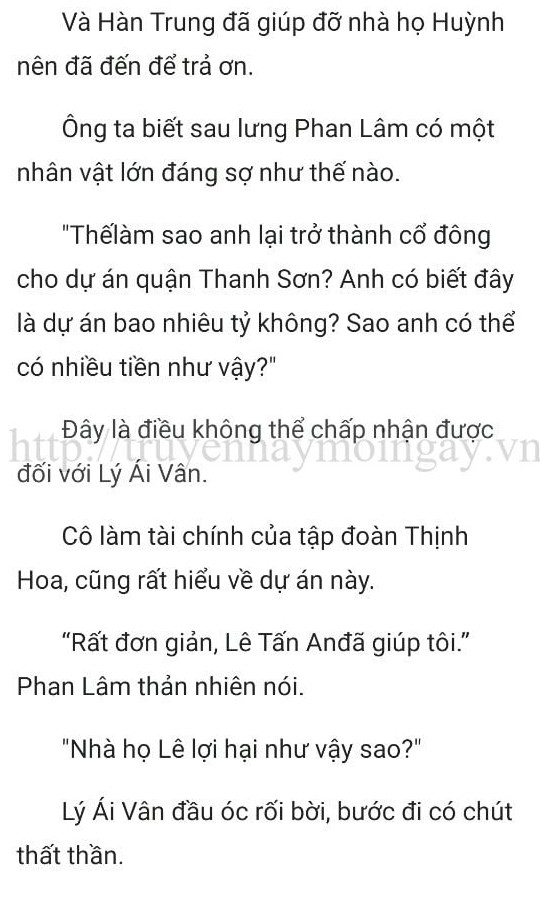 Và Hàn Trung đã giúp đỡ nhà họ Huỳnh
nên đã đến để trả ơn.
Ông ta biết sau lưng Phan Lâm có một
nhân vật lớn đáng sợ như thế nào.
"Thếlàm sao anh lại trở thành cổ đông
cho dự án quận Thanh Sơn? Anh có biết đây
là dự án bao nhiêu tỷ không? Sao anh có thể
có nhiều tiền như vậy?"
Đây là điều không thể chấp nhận được
http://truyenhaymoingay.vn
đối với Lý Ái Vân.
Cô làm tài chính của tập đoàn Thịnh
Hoa, cũng rất hiểu về dự án này.
“Rất đơn giản, Lê Tấn Anđã giúp tôi.”
Phan Lâm thản nhiên nói.
"Nhà họ Lê lợi hại như vậy sao?"
Lý Ái Vân đầu óc rối bời, bước đi có chút
thất thần.